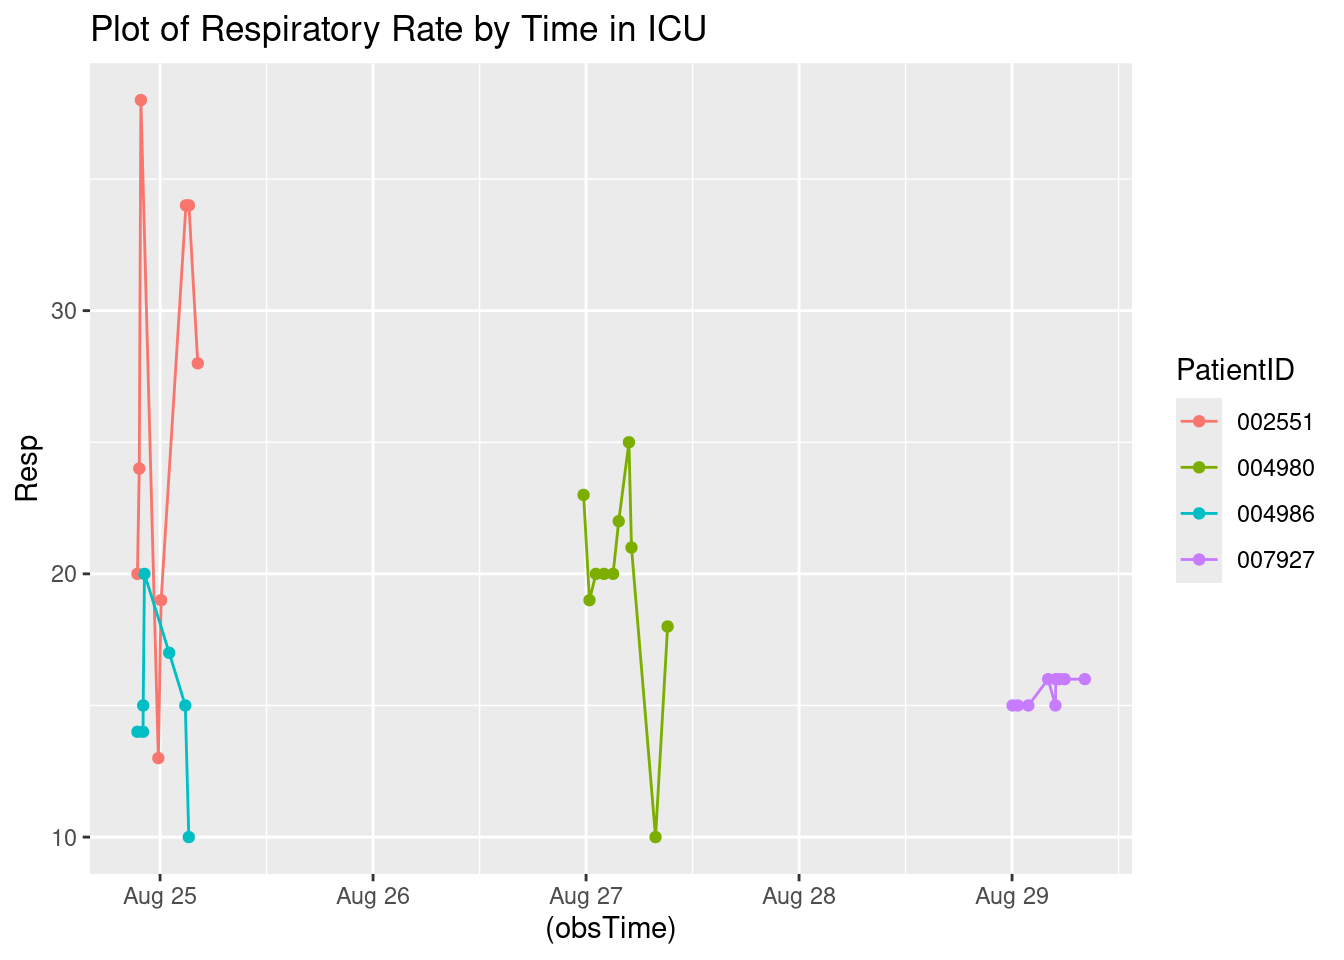 Plot of Respiratory Rate by Time in ICU
Resp
30
20
10
Aug 25
Aug 26
Aug 27
Aug 28
Aug 29
(obsTime)
PatientID
002551
004980
004986
007927